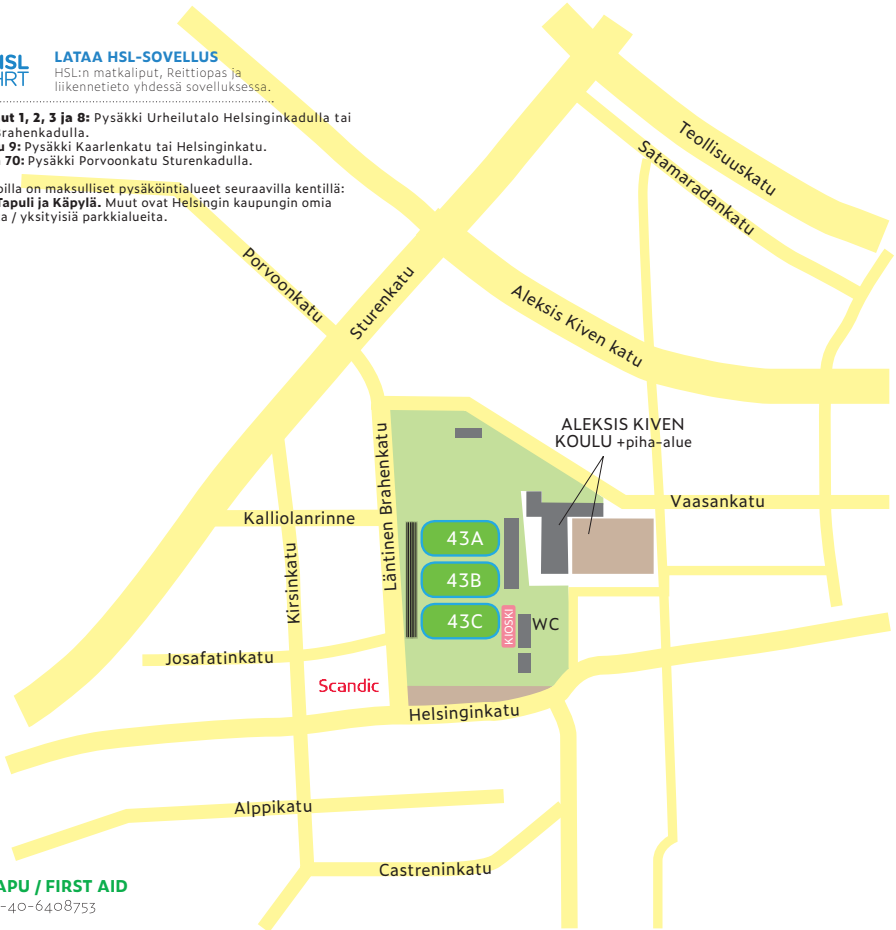 HSL
HRT
LATAA HSL-SOVELLUS
HSL:n matkaliput, Reittiopas ja
liikennetieto yhdessä sovelluksessa.
ut 1, 2, 3 ja 8: Pysäkki Urheilutalo Helsinginkadulla tai
rahenkadulla.
u 9: Pysäkki Kaarlenkatu tai Helsinginkatu.
70: Pysäkki Porvoonkatu Sturenkadulla.
oilla on maksulliset pysäköintialueet seuraavilla kentillä:
Tapuli ja Käpylä. Muut ovat Helsingin kaupungin omia
a / yksityisiä parkkialueita.
Teollisuuskatu
Satamaradankatu
Porvoonkatu
Sturenkatu
Aleksis Kiven katu
ALEKSIS KIVEN
KOULU +piha-alue
Vaasankatu
Läntinen Brahenkatu
Kalliolanrinne
Kirsinkatu
43A
43B
43C
KIOSKI
WC
Josafatinkatu
Scandic
Helsinginkatu
Alppikatu
Castreninkatu
APU / FIRST AID
-40-6408753